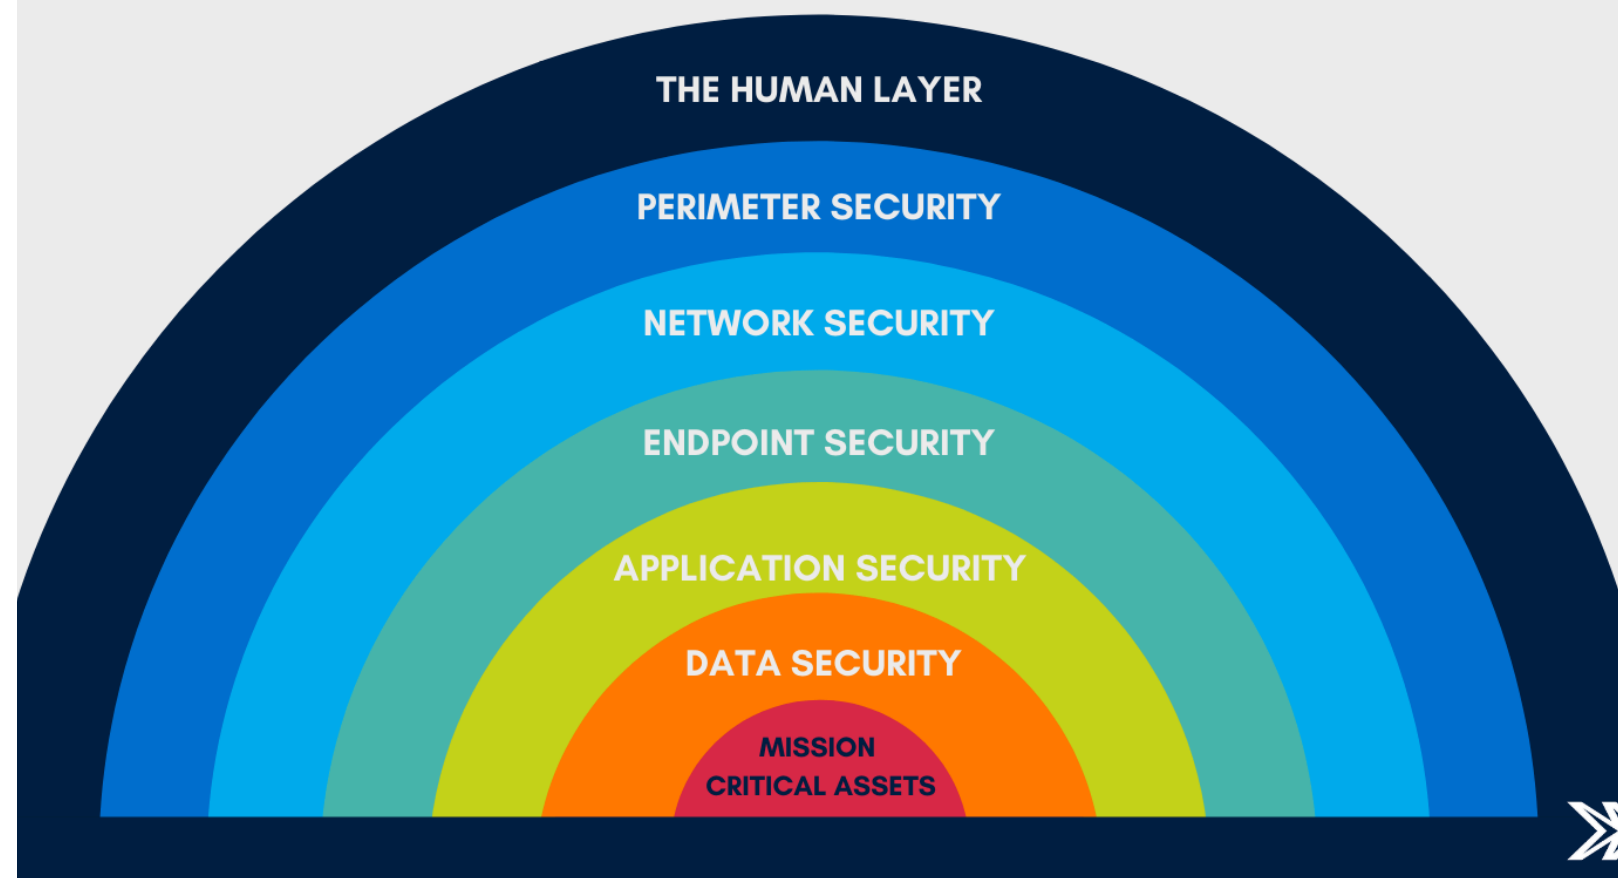 THE HUMAN LAYER
PERIMETER SECURITY
NETWORK SECURITY
ENDPOINT SECURITY
APPLICATION SECURITY
DATA SECURITY
MISSION
CRITICAL ASSETS